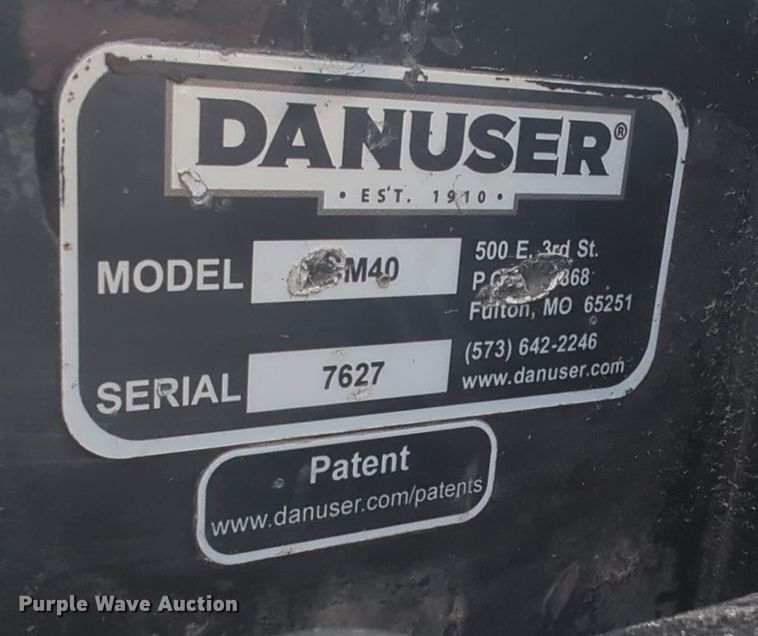 DANUSER®
• EST. 1910 •
MODEL
SERIAL 7627
500 E. 3rd St.
Fulton, MO 65251
(573) 642-2246
www.danuser.com
Patent
www.danuser.com/patents
Purple Wave Auction